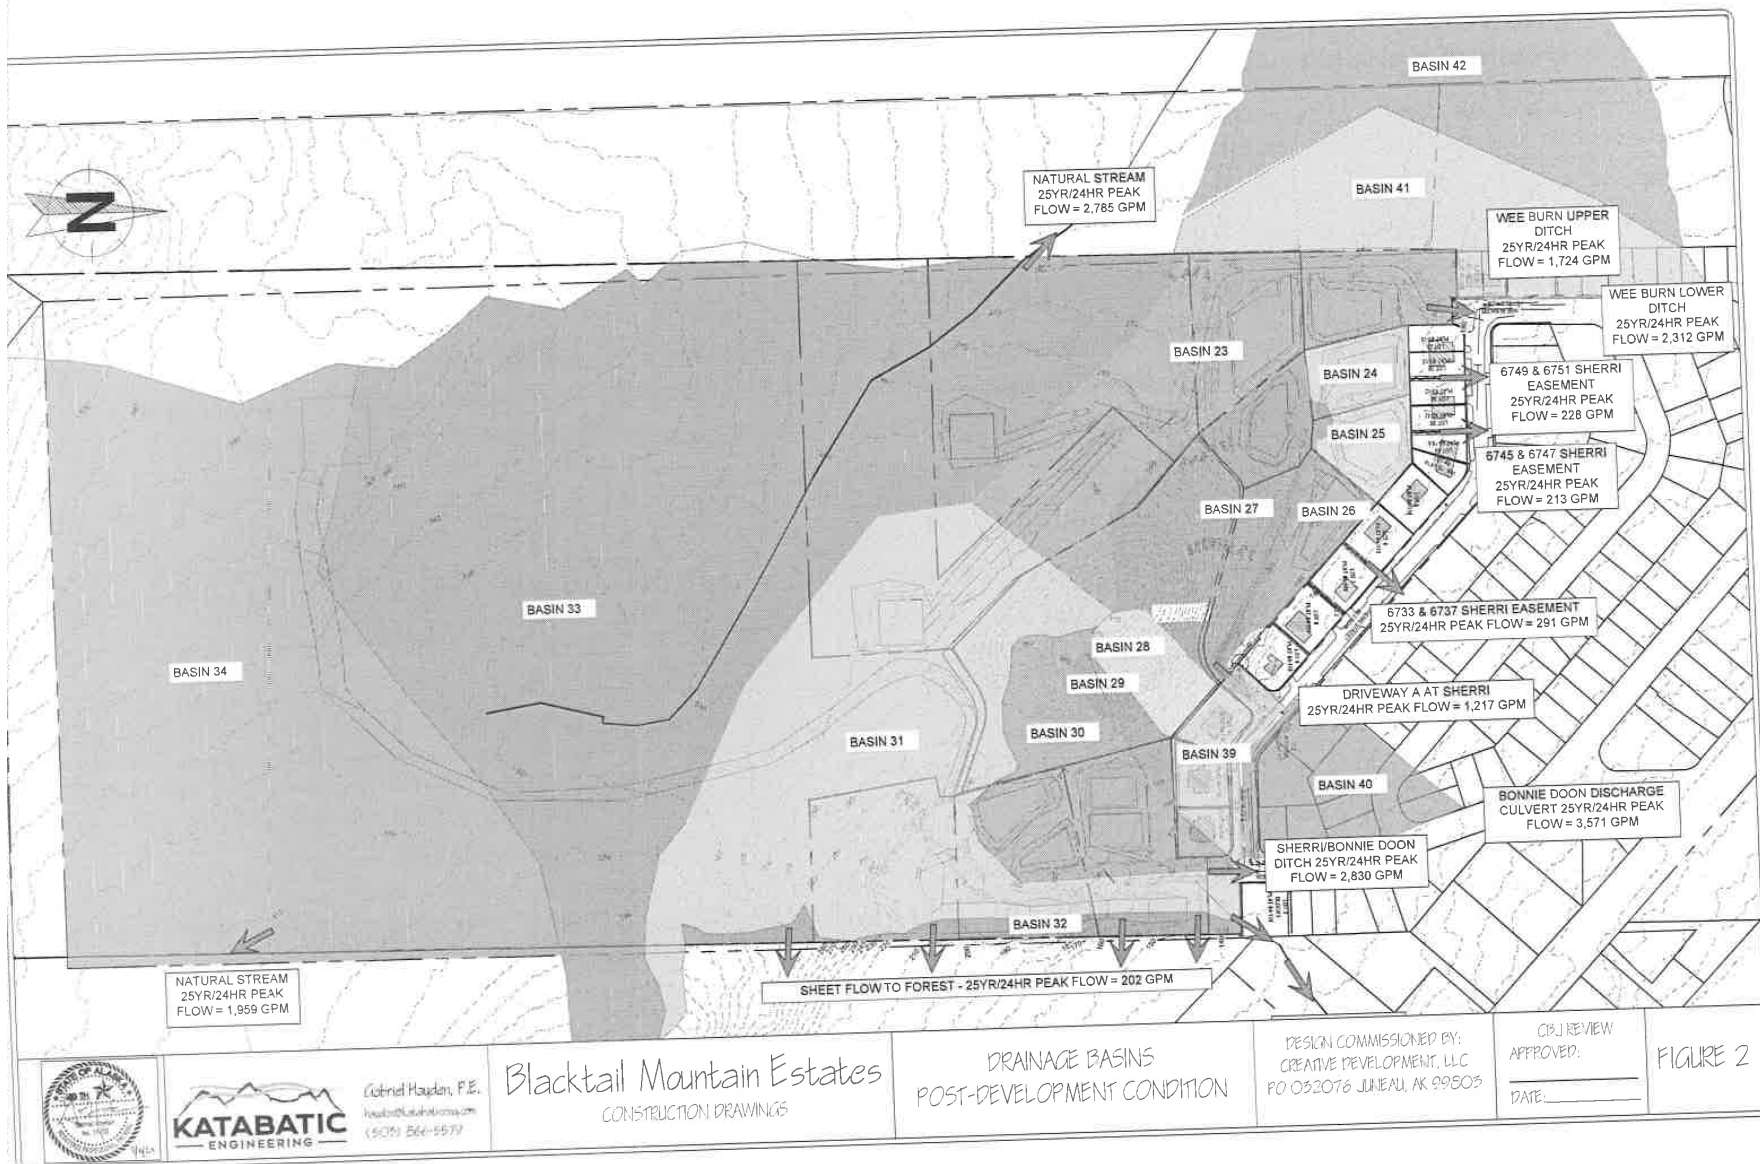 BASIN 42
NATURAL STREAM
25YR/24HR PEAK
FLOW = 2,785 GPM
BASIN 41
WEE BURN UPPER
DITCH
25YR/24HR PEAK
FLOW = 1,724 GPM
N
WEE BURN LOWER
DITCH
25YR/24HR PEAK
FLOW = 2,312 GPM
BASIN 23
BASIN 24
6749 & 6751 SHERRI
EASEMENT
25YR/24HR PEAK
FLOW = 228 GPM
BASIN 25
6745 & 6747 SHERRI
EASEMENT
25YR/24HR PEAK
FLOW = 213 GPM
BASIN 27
BASIN 26
BASIN 33
6733 & 6737 SHERRI EASEMENT
25YR/24HR PEAK FLOW = 291 GPM
BASIN 34
BASIN 28
BASIN 29
DRIVEWAY A AT SHERRI
25YR/24HR PEAK FLOW = 1,217 GPM
BASIN 31
BASIN 30
BASIN 39
BASIN 40
BONNIE DOON DISCHARGE
CULVERT 25YR/24HR PEAK
FLOW = 3,571 GPM
SHERRI/BONNIE DOON
DITCH 25YR/24HR PEAK
FLOW = 2,830 GPM
BASIN 32
NATURAL STREAM
25YR/24HR PEAK
FLOW = 1,959 GPM
SHEET FLOW TO FOREST - 25YR/24HR PEAK FLOW = 202 GPM
STATE OF ALASKA
KATABATIC
ENGINEERING
Gabriel Hayden, P.E.
Blacktail Mountain Estates
CONSTRUCTION DRAWINGS
DRAINAGE BASINS
POST-DEVELOPMENT CONDITION
DESIGN COMMISSIONED BY:
CREATIVE DEVELOPMENT, LLC
PO 032076 JUNEAU, AK 99803
CBJ REVIEW
APPROVED:
DATE:
FIGURE 2